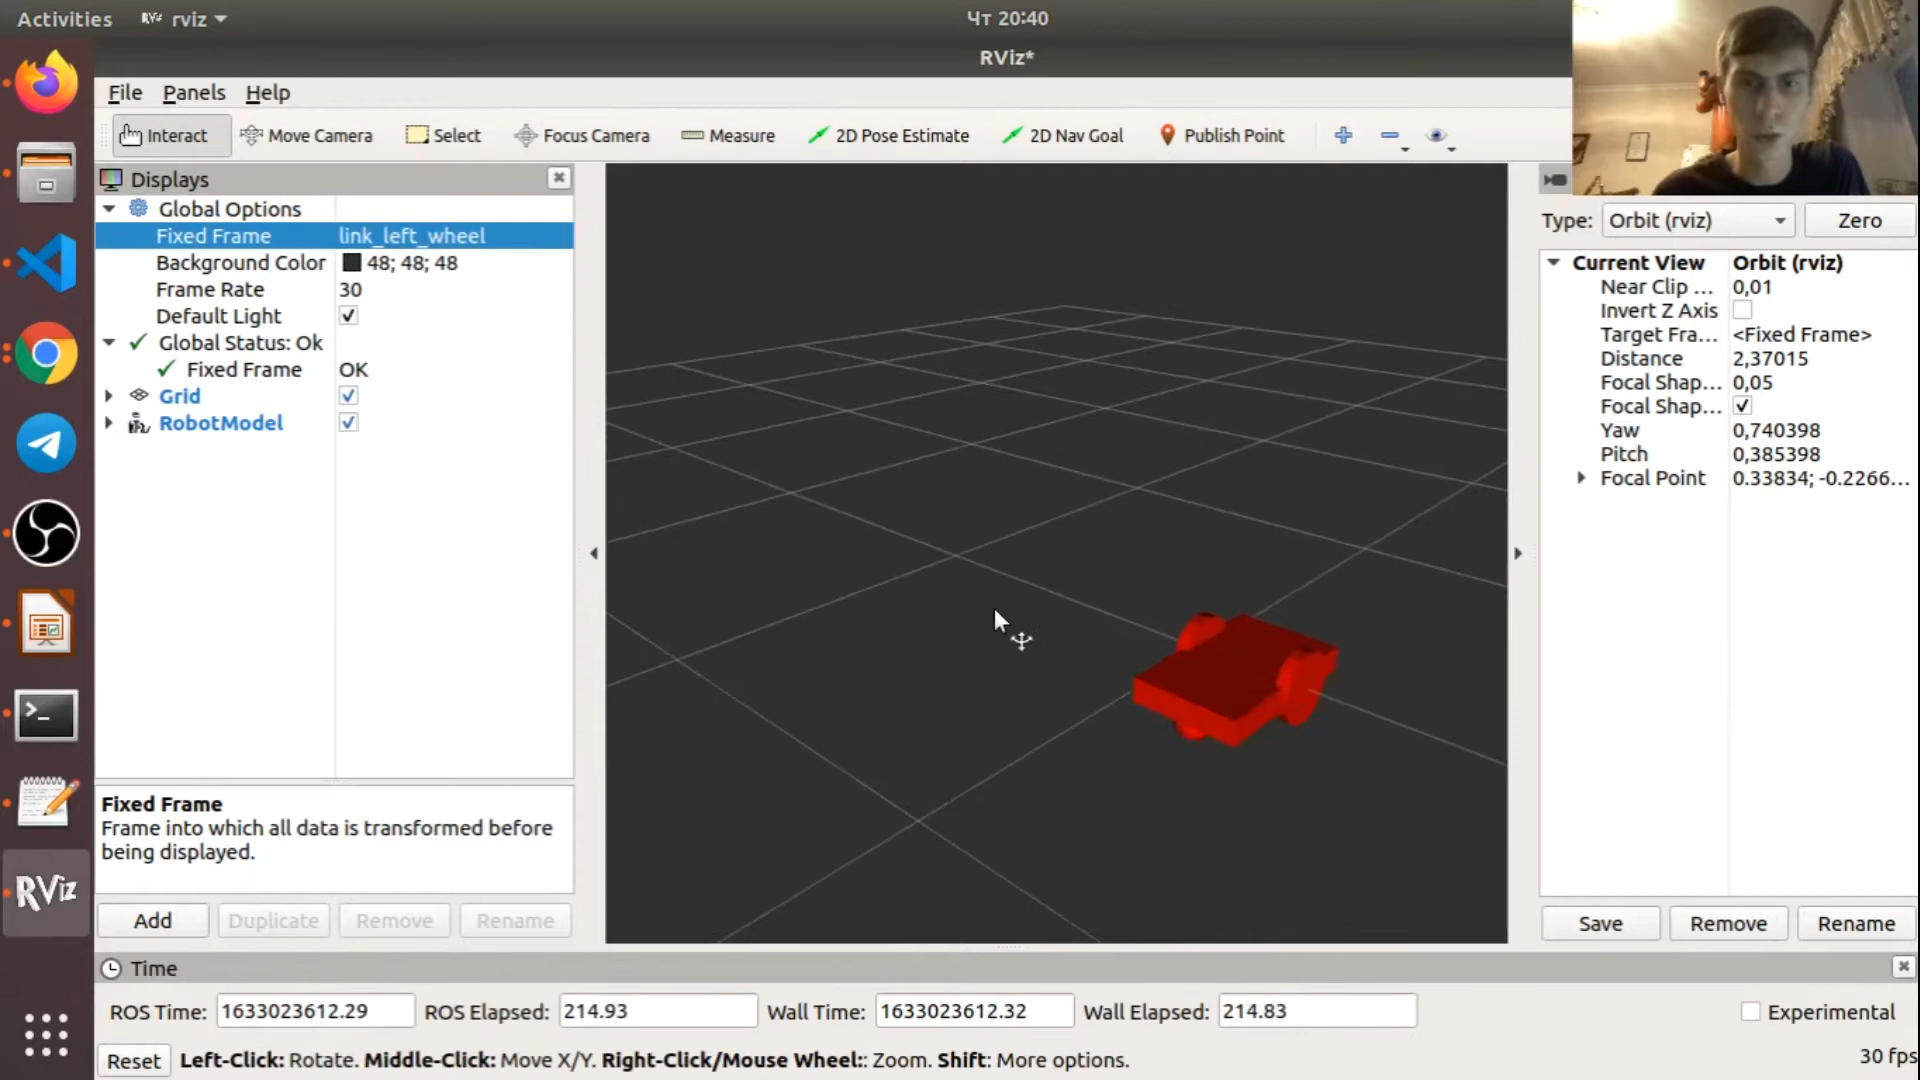 Activities
RViz rviz
Чт 20:40
RViz*
File Panels Help
Interact Move Camera Select Focus Camera Measure 2D Pose Estimate 2D Nav Goal Publish Point
Displays
Global Options
Fixed Frame link_left_wheel
Background Color 48; 48; 48
Frame Rate 30
Default Light
Global Status: Ok
Fixed Frame OK
Grid
RobotModel
Fixed Frame
Frame into which all data is transformed before
being displayed.
Add Duplicate Remove Rename
Type: Orbit (rviz) Zero
Current View Orbit (rviz)
Near Clip ... 0,01
Invert Z Axis
Target Fra... <Fixed Frame>
Distance 2,37015
Focal Shap... 0,05
Focal Shap...
Yaw 0,740398
Pitch 0,385398
Focal Point 0.33834; -0.2266...
Save Remove Rename
RViz
Time
ROS Time: 1633023612.29 ROS Elapsed: 214.93 Wall Time: 1633023612.32 Wall Elapsed: 214.83 Experimental
Reset Left-Click: Rotate. Middle-Click: Move X/Y. Right-Click/Mouse Wheel:: Zoom. Shift: More options. 30 fps